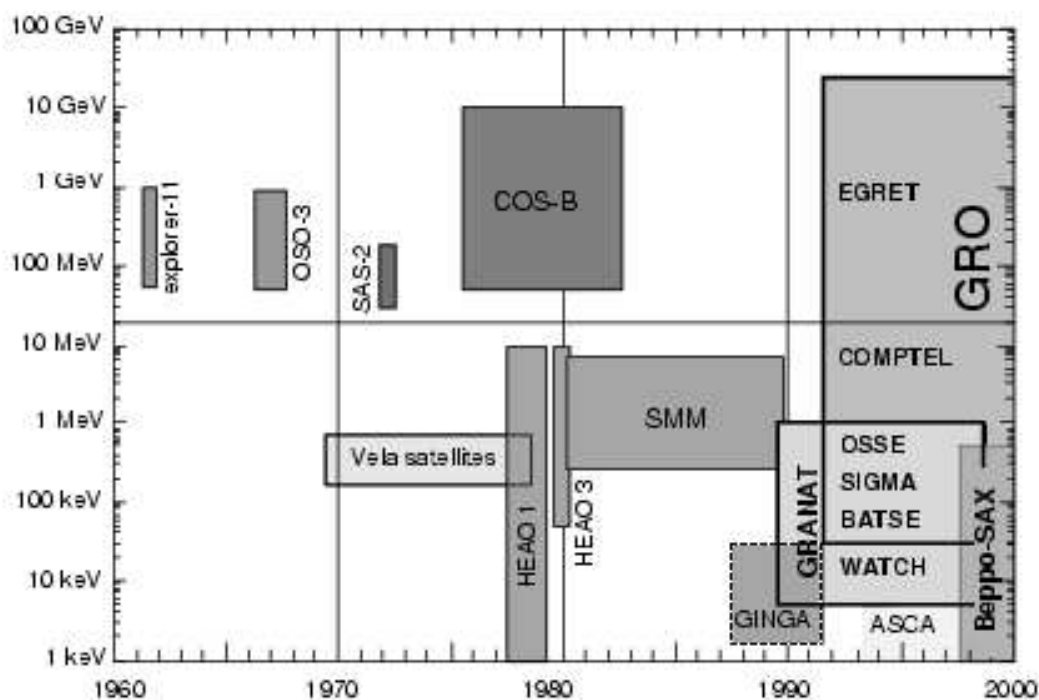 100 GeV
10 GeV
1 GeV
100 MeV
10 MeV
1 MeV
100 keV
10 keV
1 keV
explorer-11
OSO-3
SAS-2
COS-B
EGRET
GRO
COMPTEL
SMM
Vela satellites
HEAO 1
HEAO 3
GRANAT
OSSE
SIGMA
BATSE
WATCH
GINGA
ASCA
Beppo-SAX
1960
1970
1980
1990
2000